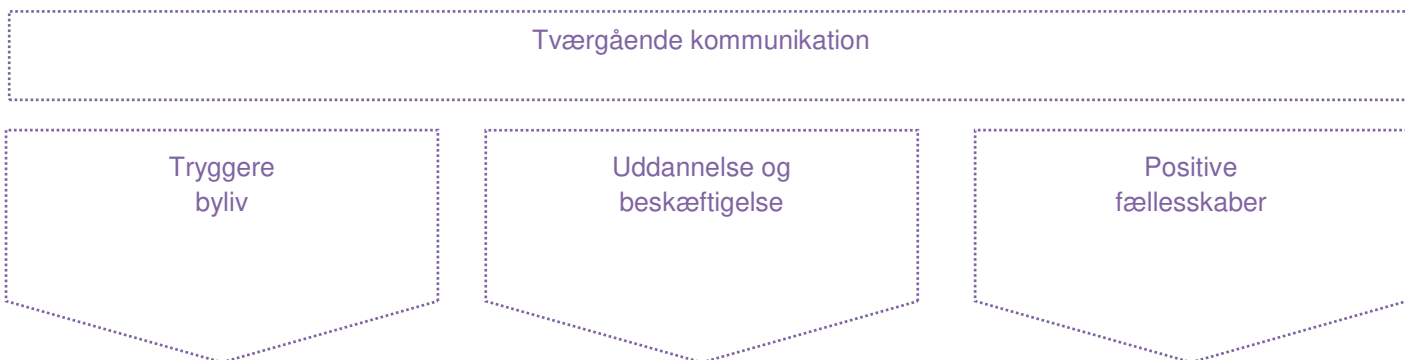 Tværgående kommunikation
Tryggere
byliv
Uddannelse og
beskæftigelse
Positive
fællesskaber